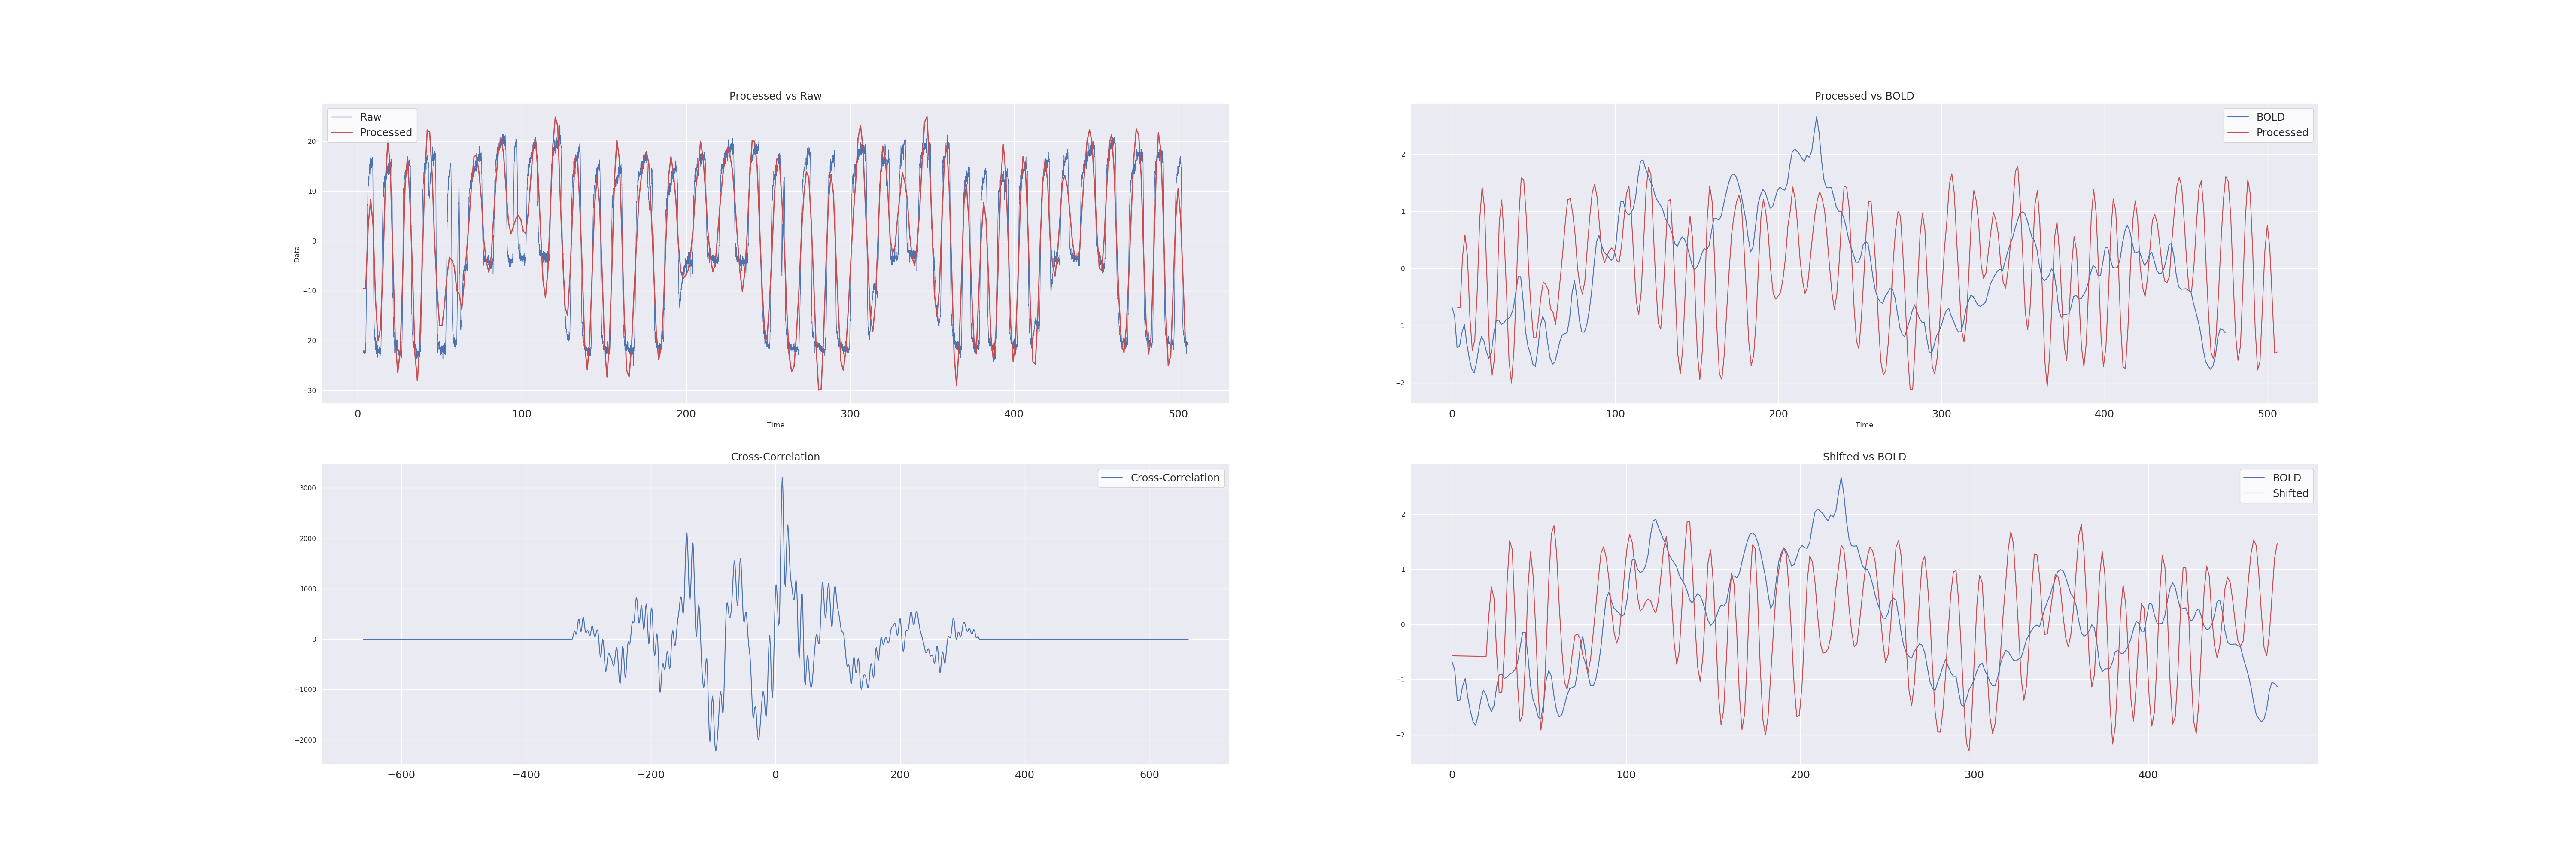 Processed vs Raw
Raw
Processed
Data
20
10
0
−10
−20
−30
0 100 200 300 400 500
Time
Processed vs BOLD
BOLD
Processed
2
1
0
−1
−2
0 100 200 300 400 500
Time
Cross-Correlation
Cross-Correlation
3000
2000
1000
0
−1000
−2000
−600 −400 −200 0 200 400 600
Shifted vs BOLD
BOLD
Shifted
2
1
0
−1
−2
0 100 200 300 400